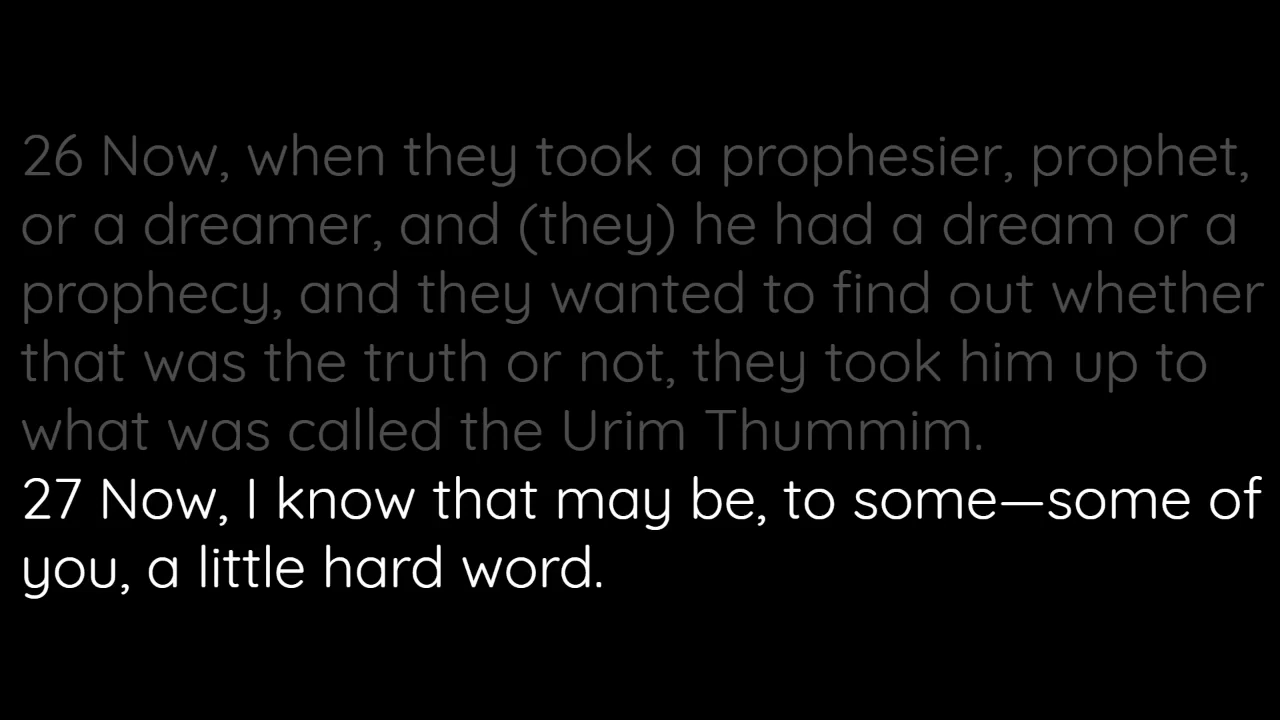 26 Now, when they took a prophesier, prophet,
or a dreamer, and (they) he had a dream or a
prophecy, and they wanted to find out whether
that was the truth or not, they took him up to
what was called the Urim Thummim.
27 Now, I know that may be, to some—some of
you, a little hard word.